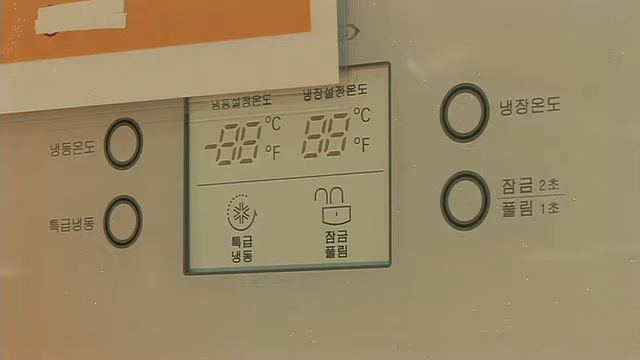 냉동설정온도 냉장설정온도
-88 °C °F 88 °C °F
냉동온도
특급냉동
특급
냉동
잠금
풀림
냉장온도
잠금 2초
풀림 1초